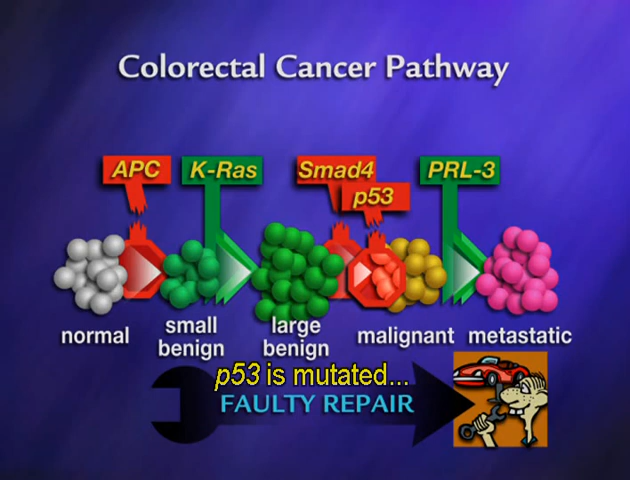 Colorectal Cancer Pathway
APC
K-Ras
Smad4
p53
PRL-3
normal
small
benign
large
benign
malignant
metastatic
p53 is mutated...
FAULTY REPAIR